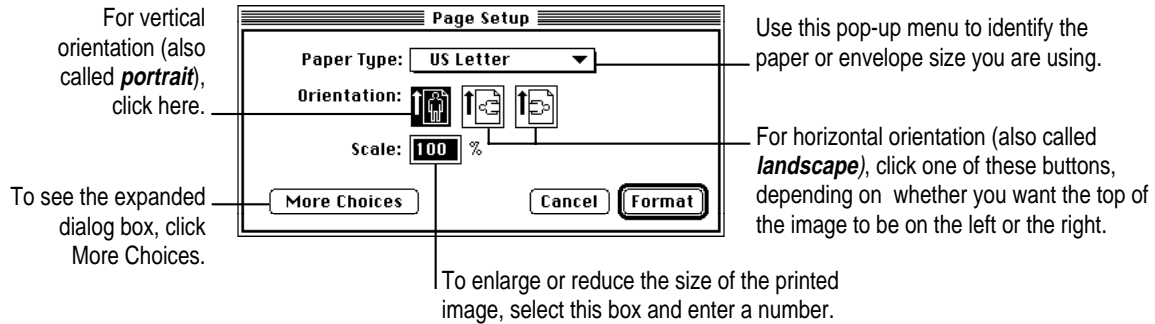 For vertical
orientation (also
called portrait),
click here.
To see the expanded
dialog box, click
More Choices.
Page Setup
Paper Type: US Letter
Orientation:
Scale: 100 %
More Choices Cancel Format
Use this pop-up menu to identify the
paper or envelope size you are using.
For horizontal orientation (also called
landscape), click one of these buttons,
depending on whether you want the top of
the image to be on the left or the right.
To enlarge or reduce the size of the printed
image, select this box and enter a number.